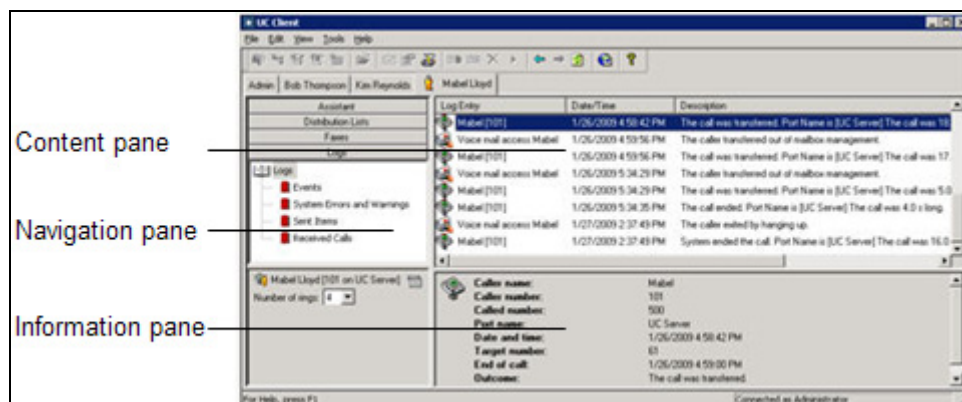 UC Client
File Edit View Tools Help
Admin Bob Thompson Kim Reynolds Mabel Lloyd
Assistant
Distribution Lists
Faxes
Logs
Logs
Events
System Errors and Warnings
Sent Items
Received Calls
Log Entry Date/Time Description
Mabel [101] 1/26/2009 4:58:42 PM The call was transferred. Port Name is [UC Server] The call was 18
Voice mail access Mabel 1/26/2009 4:59:56 PM The caller transferred out of mailbox management.
Mabel [101] 1/26/2009 4:59:56 PM The call was transferred. Port Name is [UC Server] The call was 17.
Voice mail access Mabel 1/26/2009 5:34:29 PM The caller transferred out of mailbox management.
Mabel [101] 1/26/2009 5:34:29 PM The call was transferred. Port Name is [UC Server] The call was 5.0
Mabel [101] 1/26/2009 5:34:35 PM The call ended. Port Name is [UC Server] The call was 4.0 s long.
Voice mail access Mabel 1/27/2009 2:37:49 PM The caller exited by hanging up.
Mabel [101] 1/27/2009 2:37:49 PM System ended the call. Port Name is [UC Server] The call was 16.0
Content pane
Navigation pane
Information pane
Mabel Lloyd [101 on UC Server]
Number of rings: 4
Caller name: Mabel
Caller number: 101
Called number: 500
Port name: UC Server
Date and time: 1/26/2009 4:58:42 PM
Target number: 61
End of call: 1/26/2009 4:59:00 PM
Outcome: The call was transferred.
For Help, press F1
Connected as Administrator